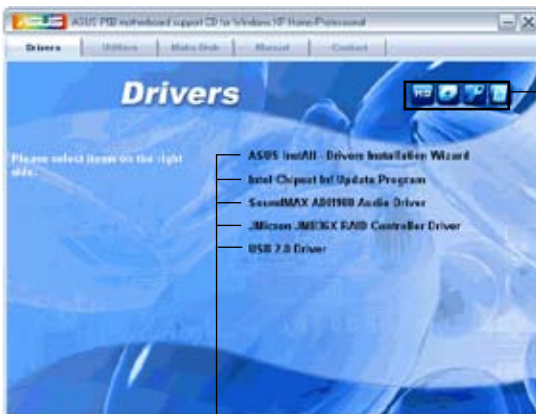 ASUS P5B motherboard support CD for Windows XP Home/Professional
Drivers Utilities Make Disk Manual Contact
Drivers
Please select items on the right side.
ASUS InstAll - Drivers Installation Wizard
Intel Chipset Inf Update Program
SoundMAX AD1988 Audio Driver
JMicron JMB36X RAID Controller Driver
USB 2.0 Driver